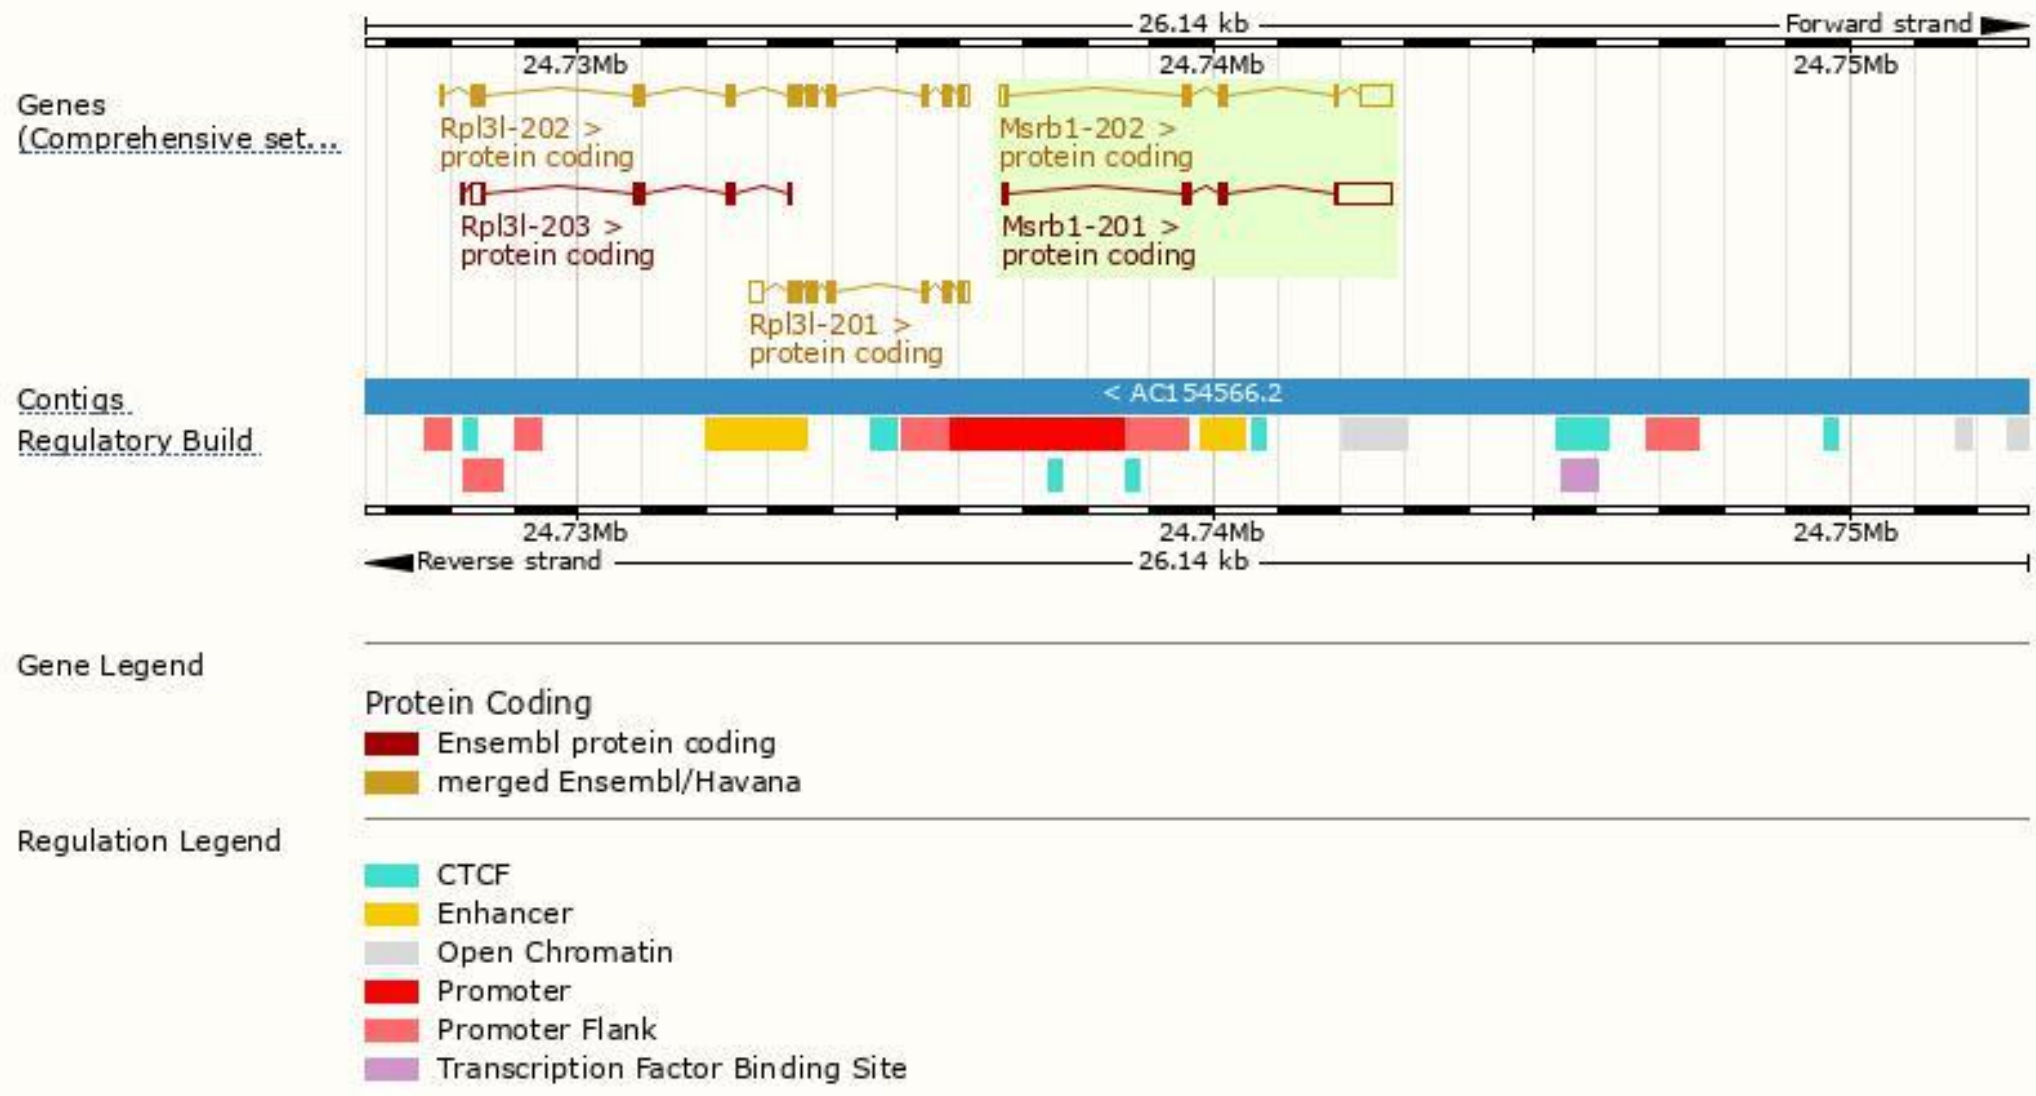 26.14 kb Forward strand
24.73Mb 24.74Mb 24.75Mb
Genes
(Comprehensive set...
Rpl3l-202 > Msrb1-202 >
protein coding protein coding
Rpl3l-203 > Msrb1-201 >
protein coding protein coding
Rpl3l-201 >
protein coding
Contigs < AC154566.2
Regulatory Build
24.73Mb 24.74Mb 24.75Mb
Reverse strand 26.14 kb
Gene Legend
Protein Coding
Ensembl protein coding
merged Ensembl/Havana
Regulation Legend
CTCF
Enhancer
Open Chromatin
Promoter
Promoter Flank
Transcription Factor Binding Site